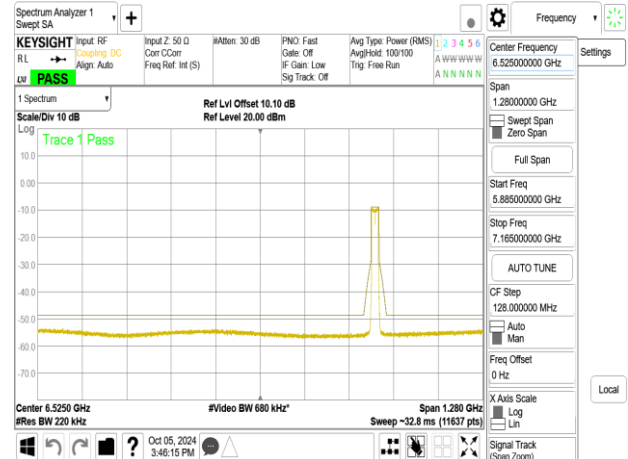 Spectrum Analyzer 1
Swept SA
+
Frequency
KEYSIGHT
RL
LXI
PASS
Input: RF
Coupling: DC
Align: Auto
Input Z: 50 Ω
Corr CCorr
Freq Ref: Int (S)
#Atten: 30 dB
PNO: Fast
Gate: Off
IF Gain: Low
Sig Track: Off
Avg Type: Power (RMS)
Avg|Hold: 100/100
Trig: Free Run
1 2 3 4 5 6
A W W W W W
A N N N N N
1 Spectrum
Scale/Div 10 dB
Ref Lvl Offset 10.10 dB
Ref Level 20.00 dBm
Log
Trace 1 Pass
10.0
0.00
-10.0
-20.0
-30.0
-40.0
-50.0
-60.0
-70.0
Center 6.5250 GHz
#Res BW 220 kHz
#Video BW 680 kHz*
Span 1.280 GHz
Sweep ~32.8 ms (11637 pts)
Oct 05, 2024
3:46:15 PM
?
Center Frequency
6.525000000 GHz
Span
1.28000000 GHz
Swept Span
Zero Span
Full Span
Start Freq
5.885000000 GHz
Stop Freq
7.165000000 GHz
AUTO TUNE
CF Step
128.000000 MHz
Auto
Man
Freq Offset
0 Hz
X Axis Scale
Log
Lin
Signal Track
(Span Zoom)
Settings
Local